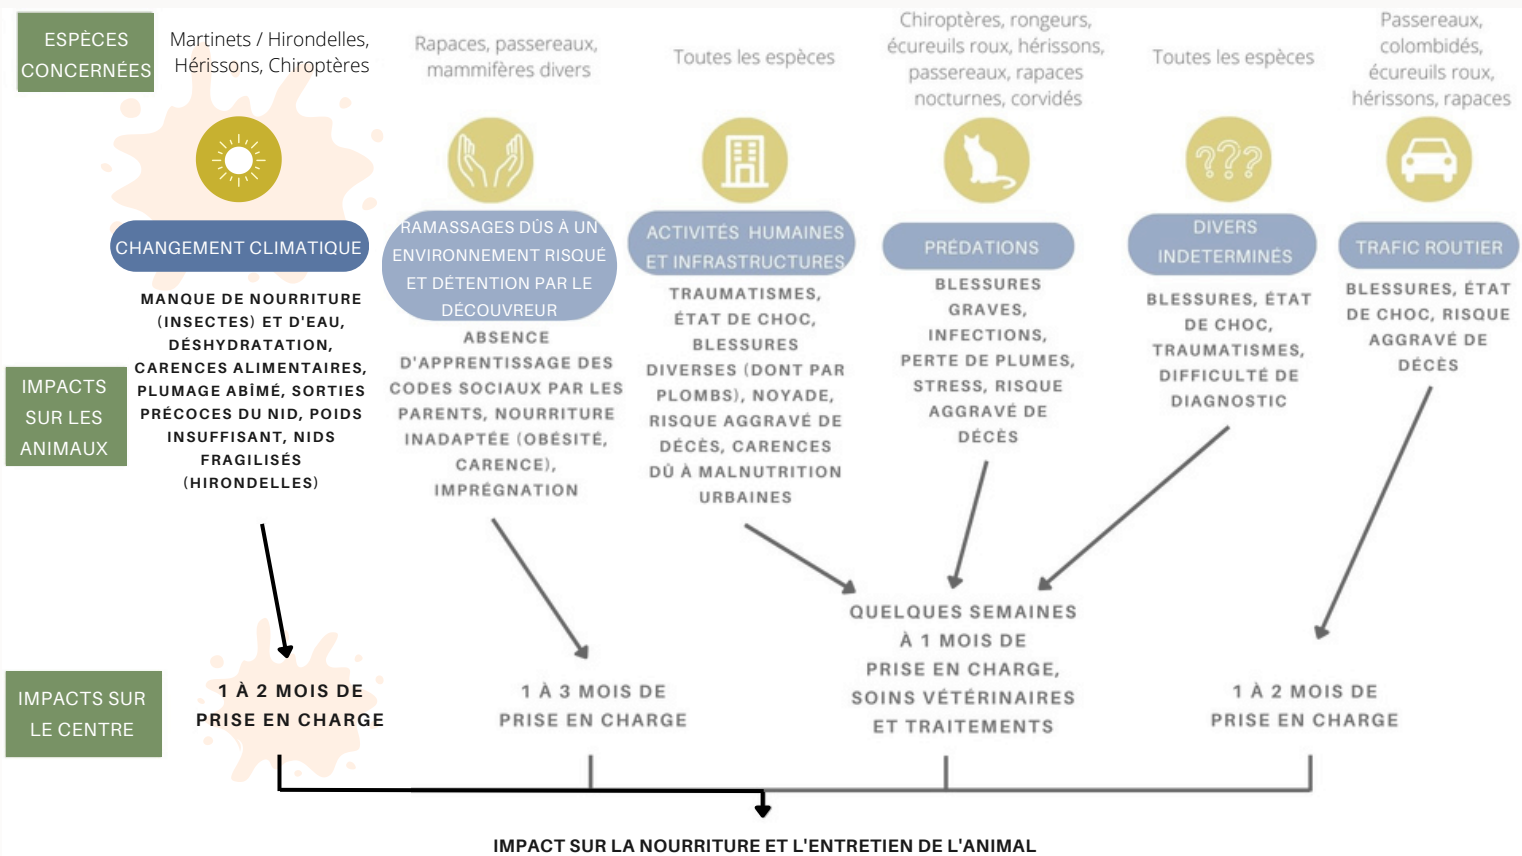 ESPÈCES
CONCERNÉES
Martinets / Hirondelles,
Hérissons, Chiroptères
Rapaces, passereaux,
mammifères divers
Toutes les espèces
Chiroptères, rongeurs,
écureuils roux, hérissons,
passereaux, rapaces
nocturnes, corvidés
Toutes les espèces
Passereaux,
colombidés,
écureuils roux,
hérissons, rapaces
???
CHANGEMENT CLIMATIQUE
RAMASSAGES DÛS À UN
ENVIRONNEMENT RISQUÉ
ET DÉTENTION PAR LE
DÉCOUVREUR
ACTIVITÉS HUMAINES
ET INFRASTRUCTURES
PRÉDATIONS
DIVERS
INDETERMINÉS
TRAFIC ROUTIER
IMPACTS
SUR LES
ANIMAUX
MANQUE DE NOURRITURE
(INSECTES) ET D'EAU,
DÉSHYDRATATION,
CARENCES ALIMENTAIRES,
PLUMAGE ABÎMÉ, SORTIES
PRÉCOCES DU NID, POIDS
INSUFFISANT, NIDS
FRAGILISÉS
(HIRONDELLES)
ABSENCE
D'APPRENTISSAGE DES
CODES SOCIAUX PAR LES
PARENTS, NOURRITURE
INADAPTÉE (OBÉSITÉ,
CARENCE),
IMPRÉGNATION
TRAUMATISMES,
ÉTAT DE CHOC,
BLESSURES
DIVERSES (DONT PAR
PLOMBS), NOYADE,
RISQUE AGGRAVÉ DE
DÉCÈS, CARENCES
DÛ À MALNUTRITION
URBAINES
BLESSURES
GRAVES,
INFECTIONS,
PERTE DE PLUMES,
STRESS, RISQUE
AGGRAVÉ DE
DÉCÈS
BLESSURES, ÉTAT
DE CHOC,
TRAUMATISMES,
DIFFICULTÉ DE
DIAGNOSTIC
BLESSURES, ÉTAT
DE CHOC, RISQUE
AGGRAVÉ DE
DÉCÈS
IMPACTS SUR
LE CENTRE
1 À 2 MOIS DE
PRISE EN CHARGE
1 À 3 MOIS DE
PRISE EN CHARGE
QUELQUES SEMAINES
À 1 MOIS DE
PRISE EN CHARGE,
SOINS VÉTÉRINAIRES
ET TRAITEMENTS
1 À 2 MOIS DE
PRISE EN CHARGE
IMPACT SUR LA NOURRITURE ET L'ENTRETIEN DE L'ANIMAL